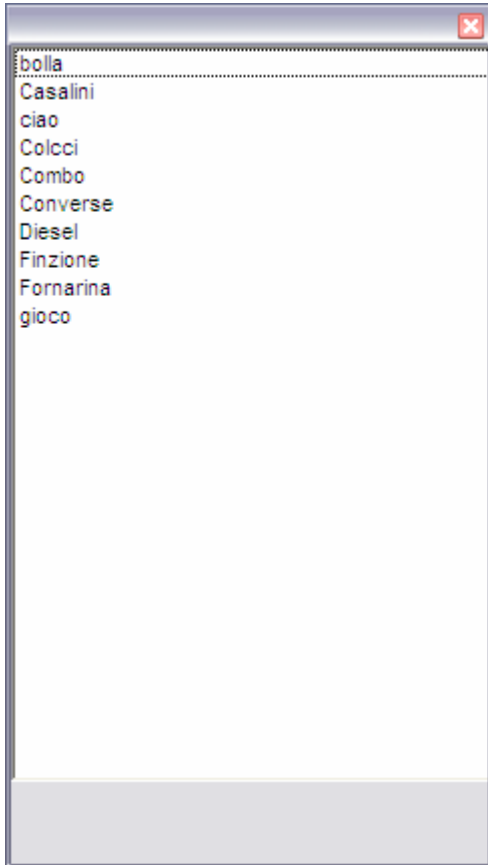 bolla
Casalini
ciao
Colcci
Combo
Converse
Diesel
Finzione
Fornarina
gioco